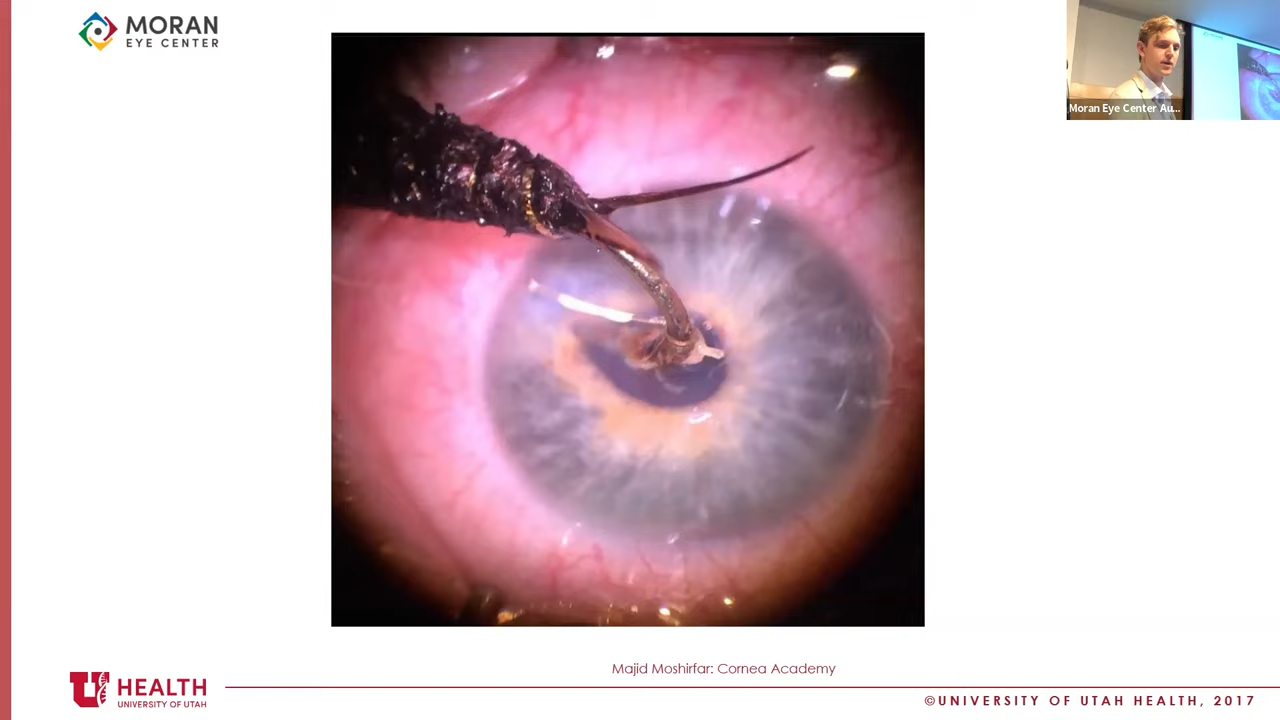 MORAN
EYE CENTER
Moran Eye Center Au...
Majid Moshirfar: Cornea Academy
U HEALTH
UNIVERSITY OF UTAH
©UNIVERSITY OF UTAH HEALTH, 2017